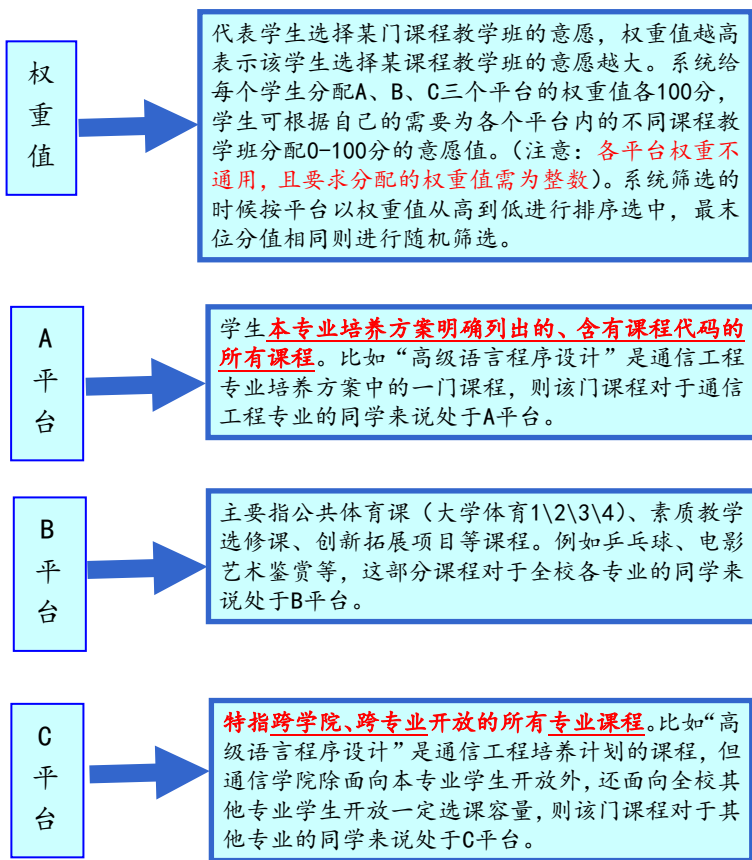 权
重
值
代表学生选择某门课程教学班的意愿，权重值越高
表示该学生选择某课程教学班的意愿越大。系统给
每个学生分配A、B、C三个平台的权重值各100分，
学生可根据自己的需要为各个平台内的不同课程教
学班分配0-100分的意愿值。（注意：各平台权重不
通用，且要求分配的权重值需为整数）。系统筛选的
时候按平台以权重值从高到低进行排序选中，最末
位分值相同则进行随机筛选。
A
平
台
学生本专业培养方案明确列出的、含有课程代码的
所有课程。比如“高级语言程序设计”是通信工程
专业培养方案中的一门课程，则该门课程对于通信
工程专业的同学来说处于A平台。
B
平
台
主要指公共体育课（大学体育1\2\3\4）、素质教学
选修课、创新拓展项目等课程。例如乒乓球、电影
艺术鉴赏等，这部分课程对于全校各专业的同学来
说处于B平台。
C
平
台
特指跨学院、跨专业开放的所有专业课程。比如“高
级语言程序设计”是通信工程培养计划的课程，但
通信学院除面向本专业学生开放外，还面向全校其
他专业学生开放一定选课容量，则该门课程对于其
他专业的同学来说处于C平台。